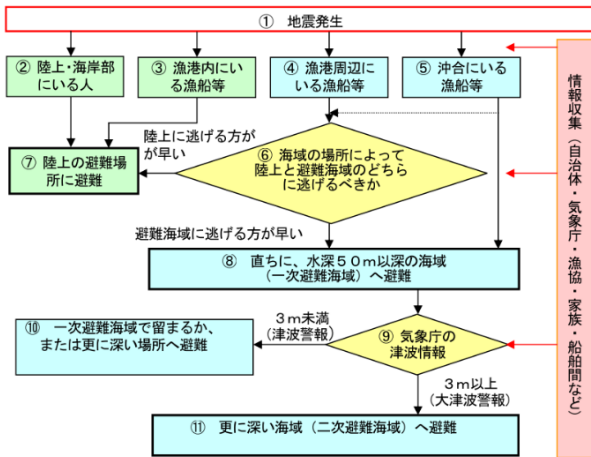 ① 地震発生
② 陸上・海岸部
にいる人
③ 漁港内にい
る漁船等
④ 漁港周辺に
いる漁船等
⑤ 沖合にいる
漁船等
陸上に逃げる方が
が早い
⑥ 海域の場所によって
陸上と避難海域のどちら
に逃げるべきか
⑦ 陸上の避難場
所に避難
避難海域に逃げる方が早い
⑧ 直ちに、水深50m以深の海域
(一次避難海域)へ避難
3m未満
(津波警報)
⑨ 気象庁の
津波情報
⑩ 一次避難海域で留まるか、
または更に深い場所へ避難
3m以上
(大津波警報)
⑪ 更に深い海域(二次避難海域)へ避難
情報収集(自治体・気象庁・漁協・家族・船舶間など)